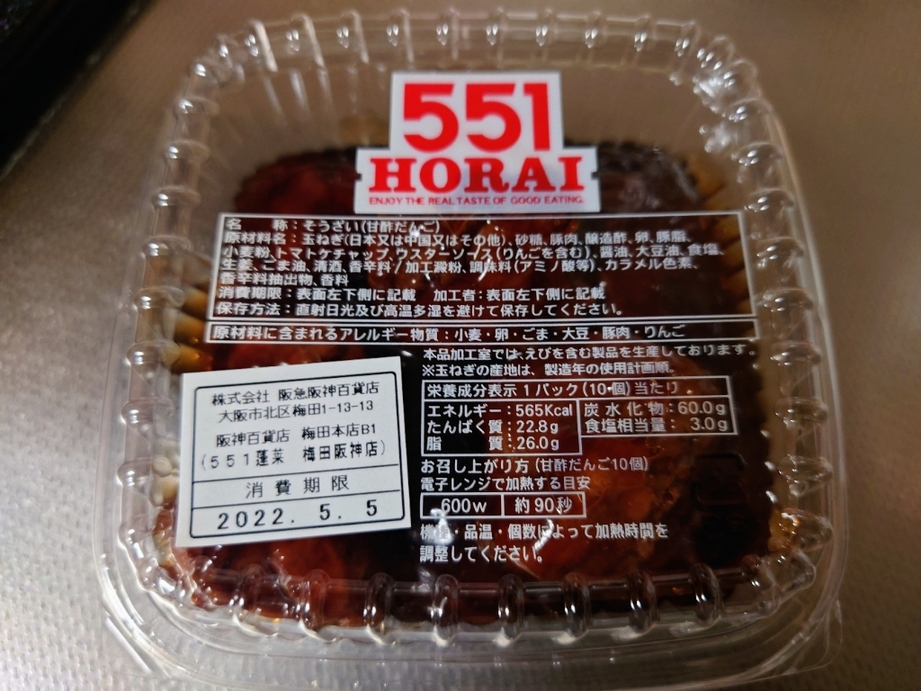 551
HORAI
ENJOY THE REAL TASTE OF GOOD EATING.
名　　称：そうざい(甘酢だんご)
原材料名：玉ねぎ(日本又は中国又はその他)、砂糖、豚肉、醸造酢、卵、豚脂、
小麦粉、トマトケチャップ、ウスターソース(りんごを含む)、醤油、大豆油、食塩、
生姜、ごま油、清酒、香辛料/加工澱粉、調味料(アミノ酸等)、カラメル色素、
香辛料抽出物、香料
消費期限：表面左下側に記載　加工者：表面左下側に記載
保存方法：直射日光及び高温多湿を避けて保存してください。
原材料に含まれるアレルギー物質：小麦・卵・ごま・大豆・豚肉・りんご
本品加工室では、えびを含む製品を生産しております。
※玉ねぎの産地は、製造年の使用計画順。
株式会社 阪急阪神百貨店
大阪市北区梅田1-13-13
阪神百貨店 梅田本店B1
(551蓬莱 梅田阪神店)
消費期限
2022. 5. 5
栄養成分表示 1パック(10個)当たり
エネルギー：565Kcal 炭水化物：60.0g
たんぱく質：22.8g 食塩相当量：3.0g
脂　　質：26.0g
お召し上がり方 (甘酢だんご10個)
電子レンジで加熱する目安
600w 約90秒
機種・品温・個数によって加熱時間を
調整してください。